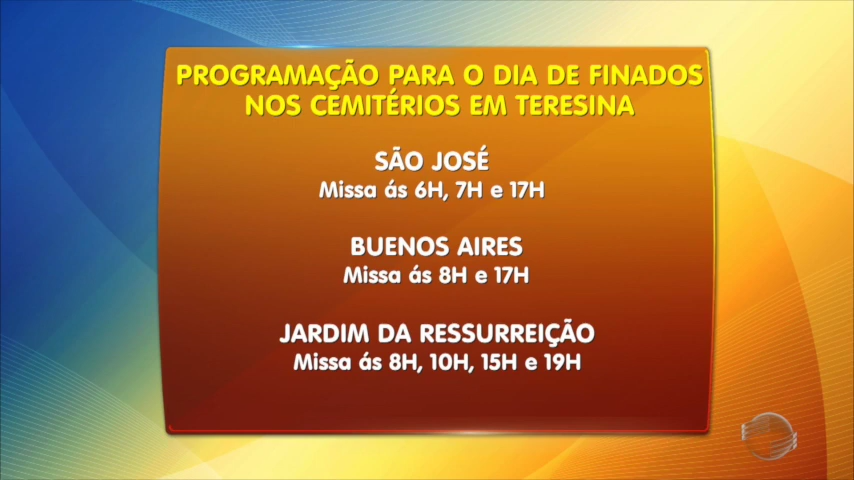 PROGRAMAÇÃO PARA O DIA DE FINADOS
NOS CEMITÉRIOS EM TERESINA
SÃO JOSÉ
Missa ás 6H, 7H e 17H
BUENOS AIRES
Missa ás 8H e 17H
JARDIM DA RESSURREIÇÃO
Missa ás 8H, 10H, 15H e 19H